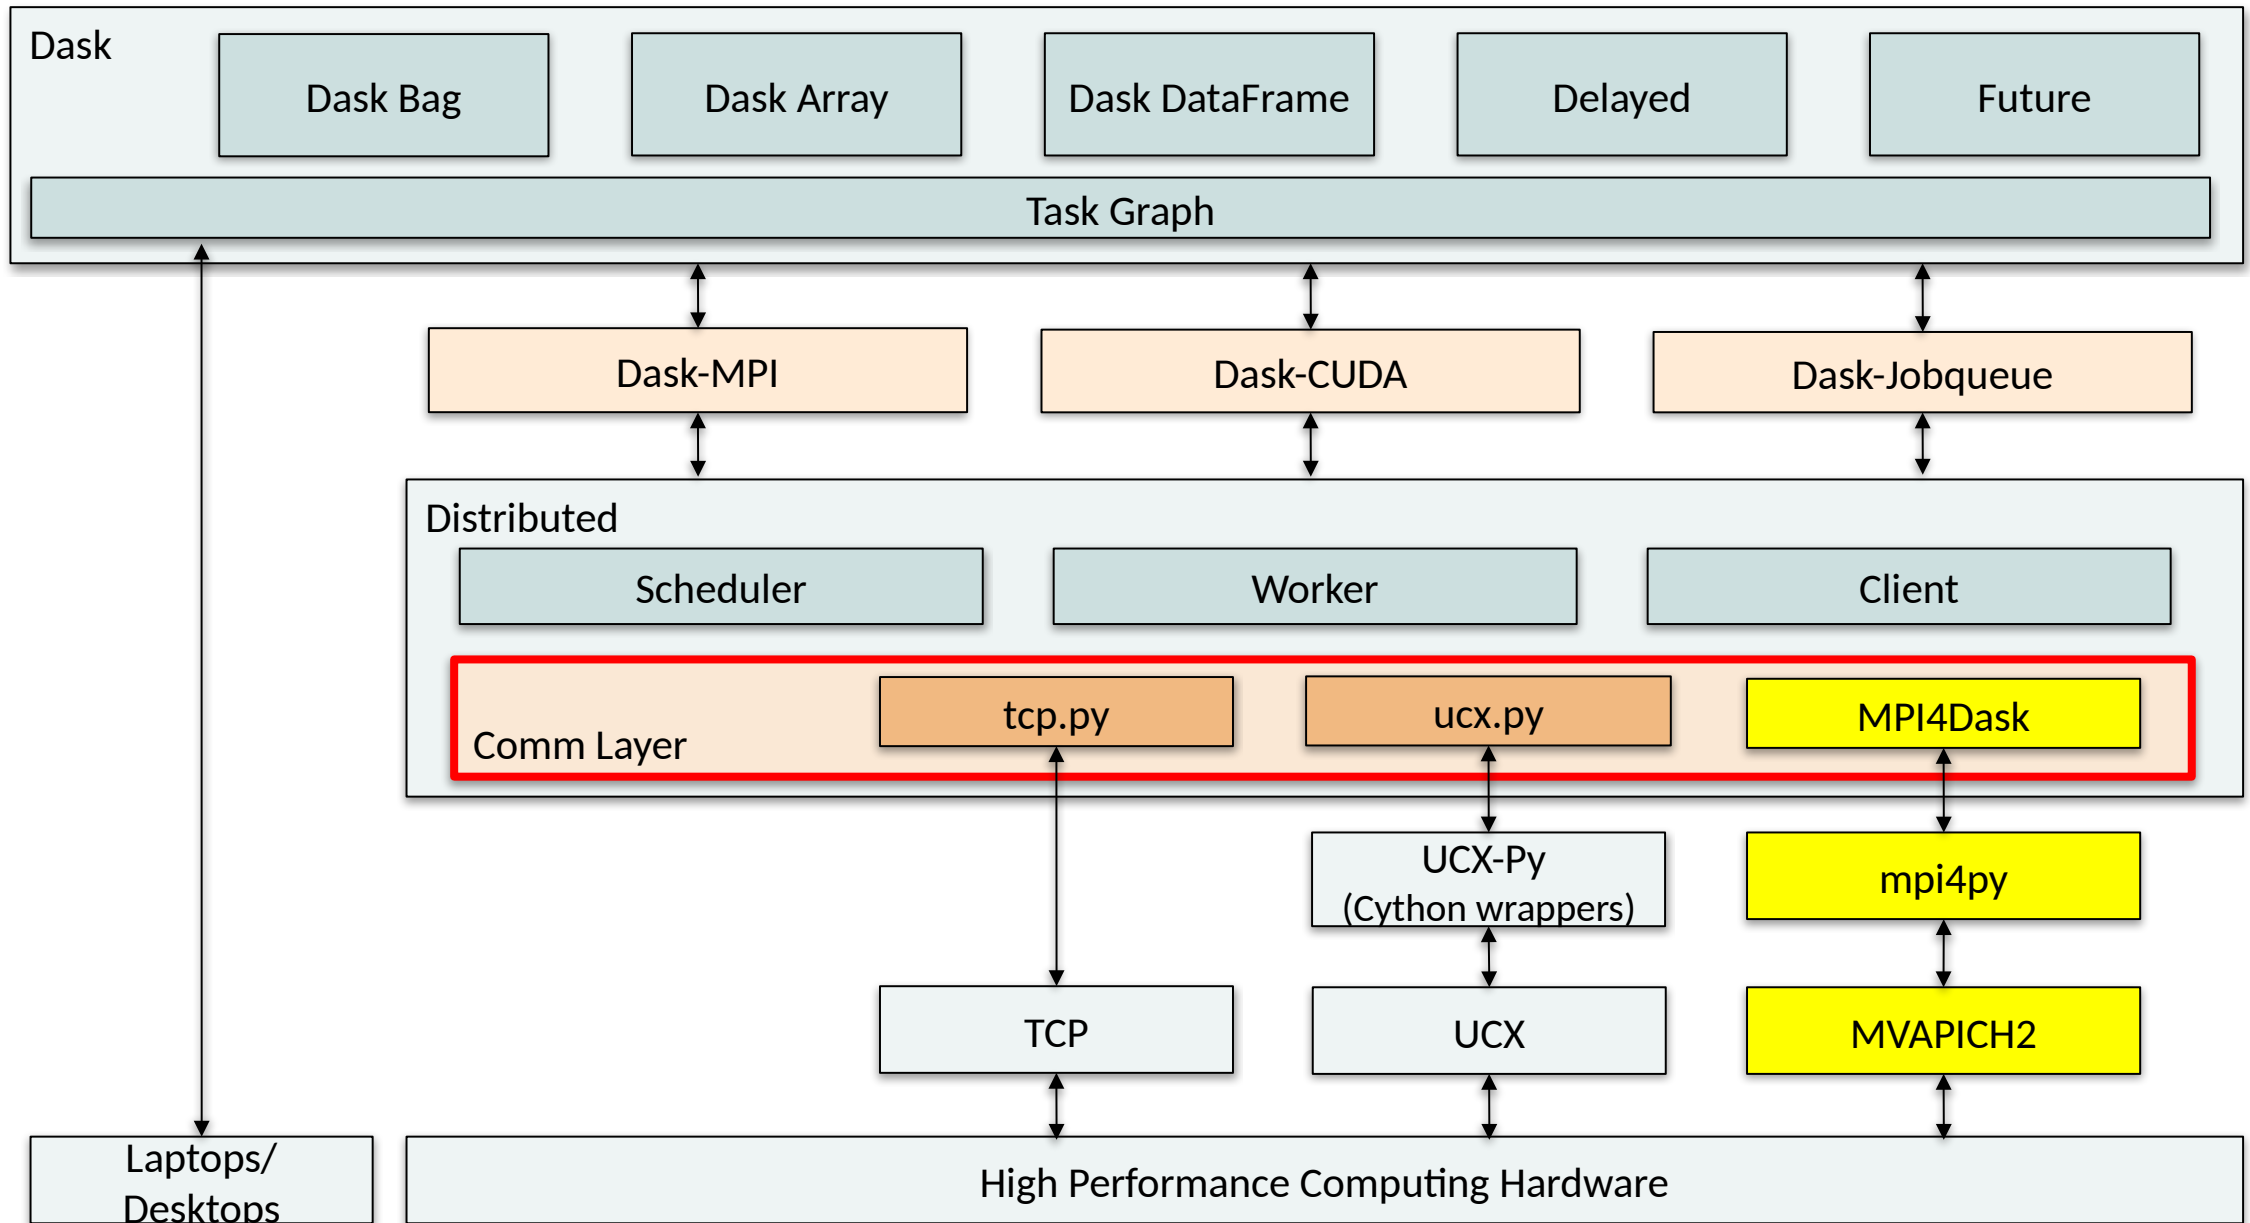 Dask
Dask Bag
Dask Array
Dask DataFrame
Delayed
Future
Task Graph
Dask-MPI
Dask-CUDA
Dask-Jobqueue
Distributed
Scheduler
Worker
Client
Comm Layer
tcp.py
ucx.py
MPI4Dask
UCX-Py
(Cython wrappers)
mpi4py
TCP
UCX
MVAPICH2
Laptops/
Desktops
High Performance Computing Hardware